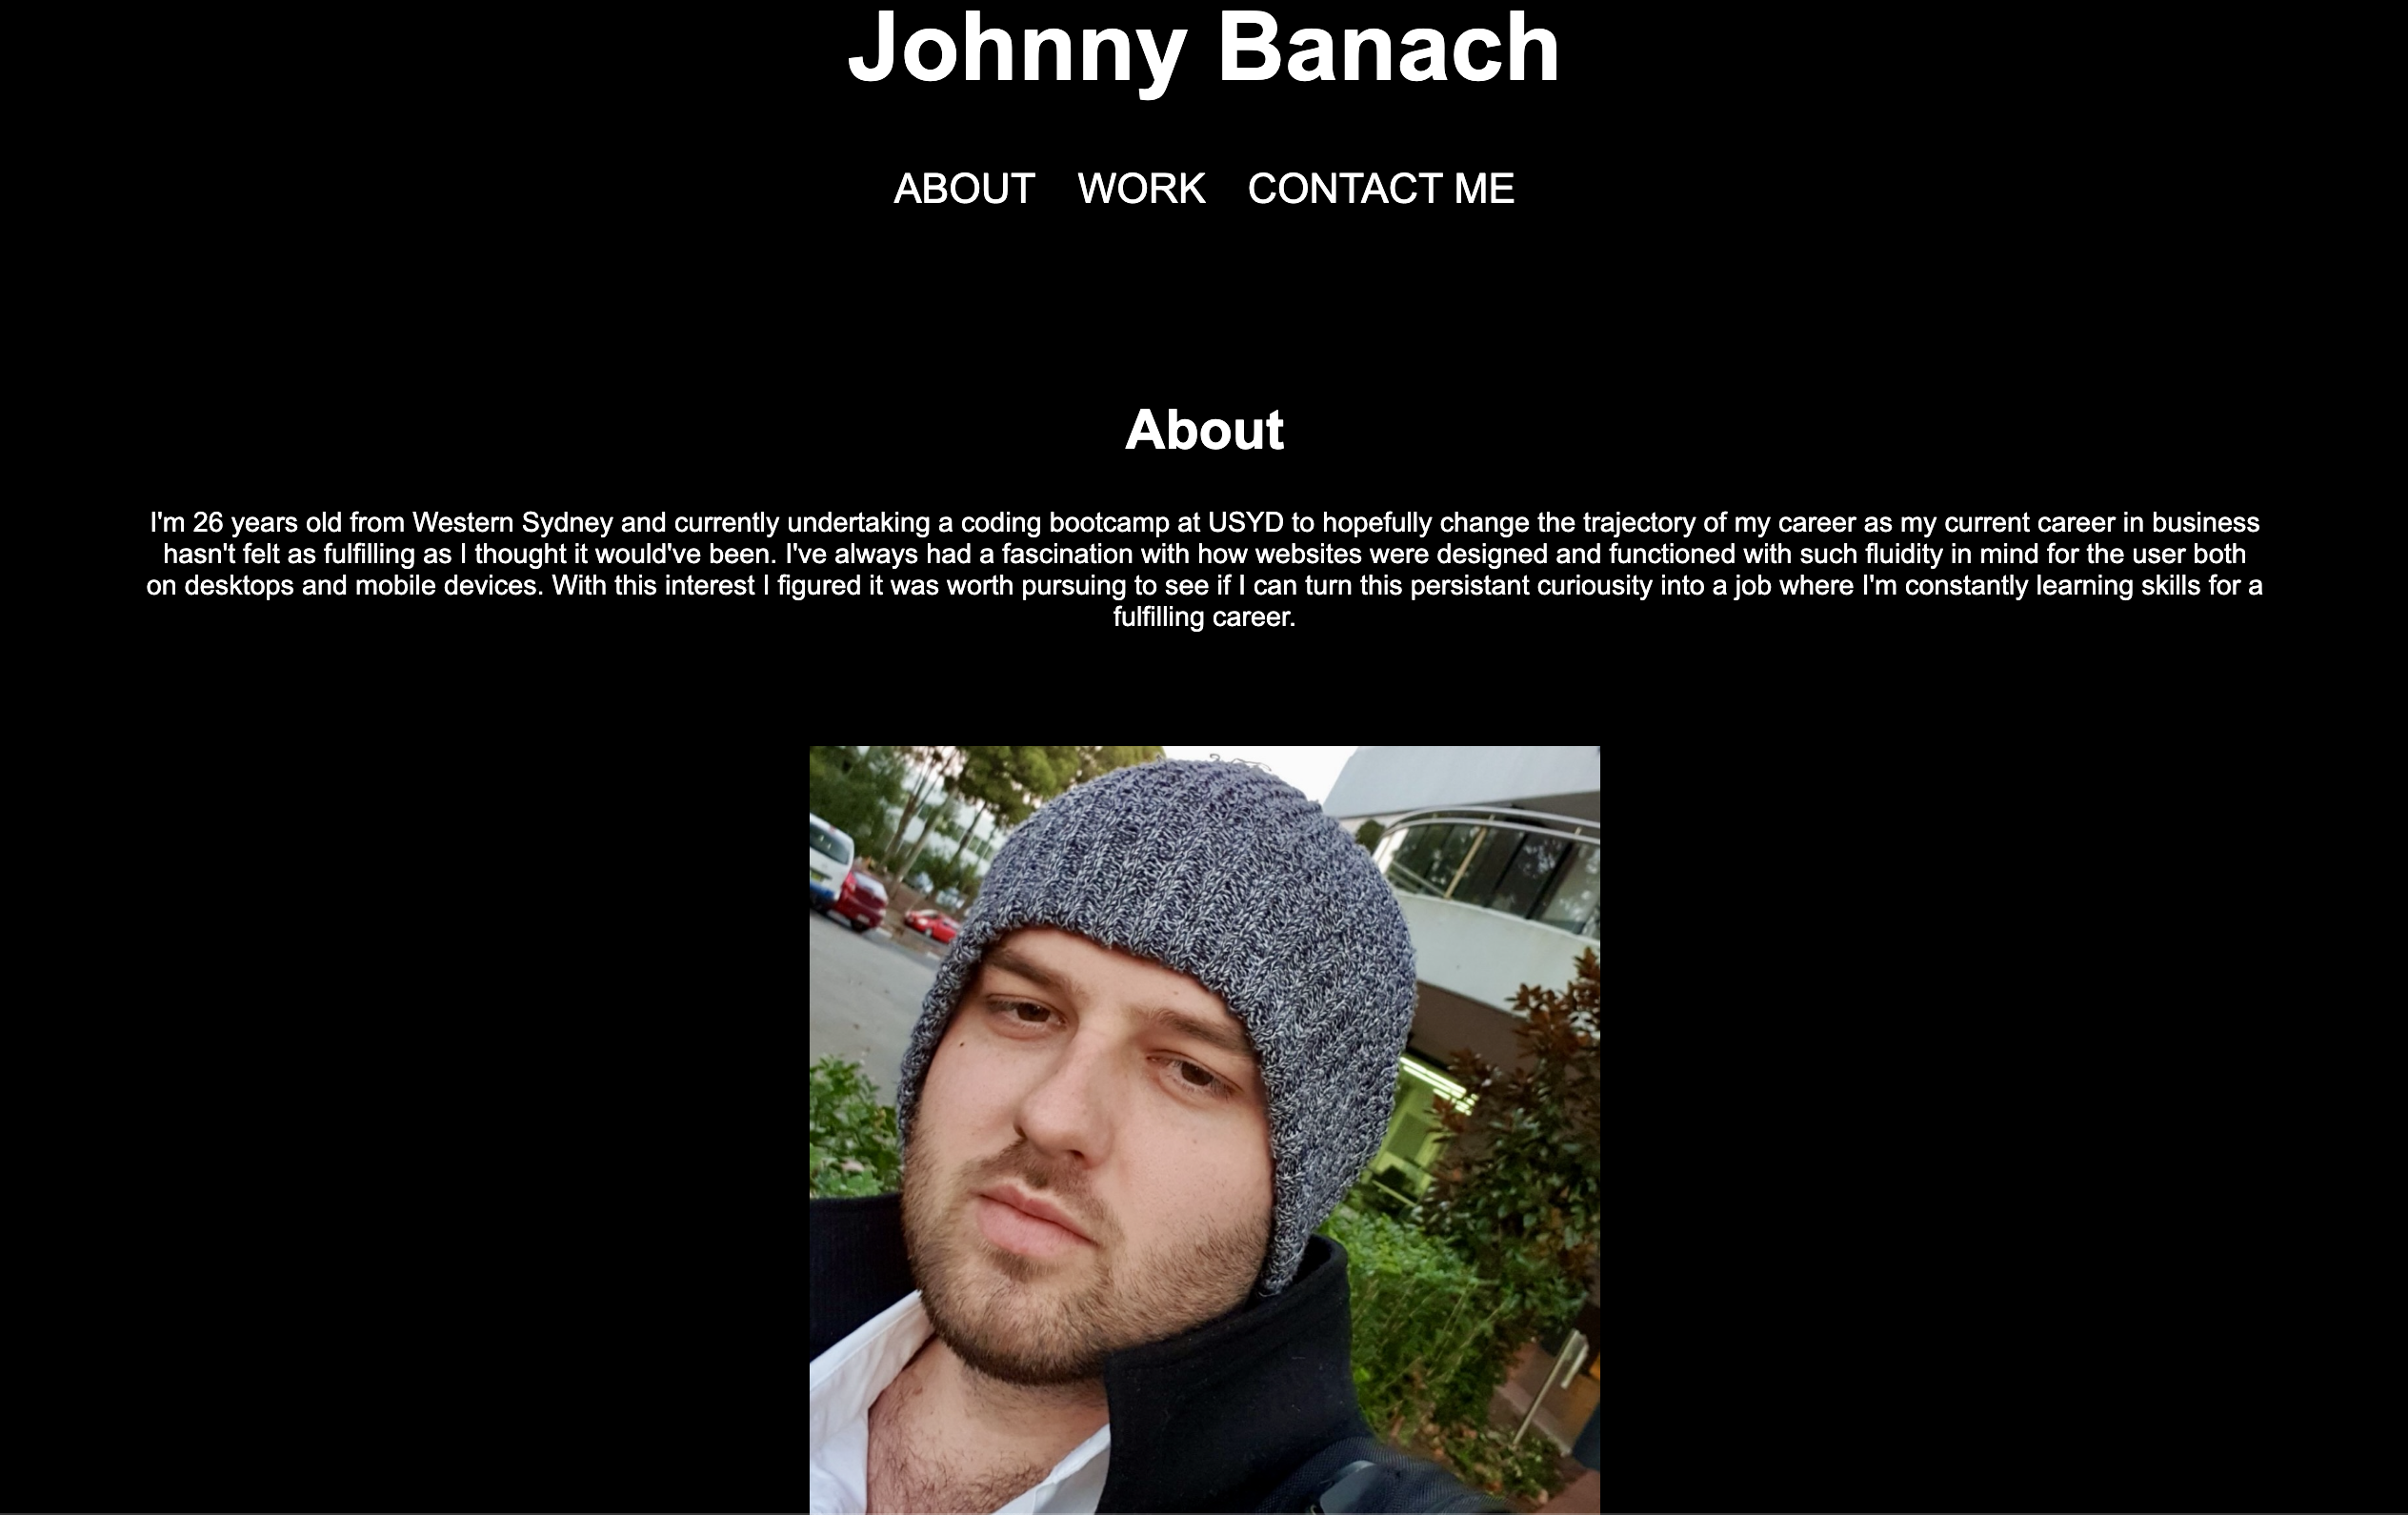 Johnny Banach
ABOUT WORK CONTACT ME
About
I'm 26 years old from Western Sydney and currently undertaking a coding bootcamp at USYD to hopefully change the trajectory of my career as my current career in business
hasn't felt as fulfilling as I thought it would've been. I've always had a fascination with how websites were designed and functioned with such fluidity in mind for the user both
on desktops and mobile devices. With this interest I figured it was worth pursuing to see if I can turn this persistant curiousity into a job where I'm constantly learning skills for a
fulfilling career.